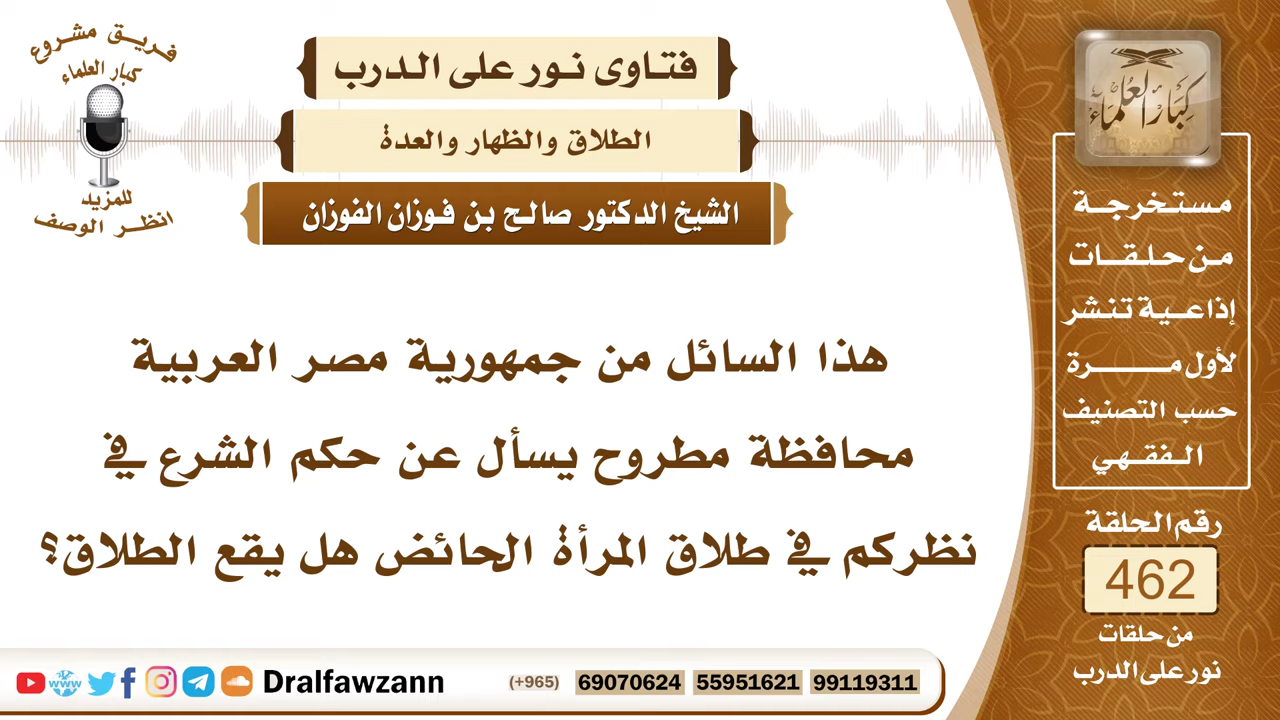 فريق مشروع
كبار العلماء
للمزيد
انظر الوصف
فتاوى نور على الدرب
الطلاق والظهار والعدة
الشيخ الدكتور صالح بن فوزان الفوزان
هذا السائل من جمهورية مصر العربية
محافظة مطروح يسأل عن حكم الشرع في
نظركم في طلاق المرأة الحائض هل يقع الطلاق؟
كبار العلماء
مستخرجة
من حلقات
إذاعية تنشر
لأول مرة
حسب التصنيف
الفقهي
رقم الحلقة
462
من حلقات
نور على الدرب
www
Dralfawzann
(+965) 69070624 55951621 99119311